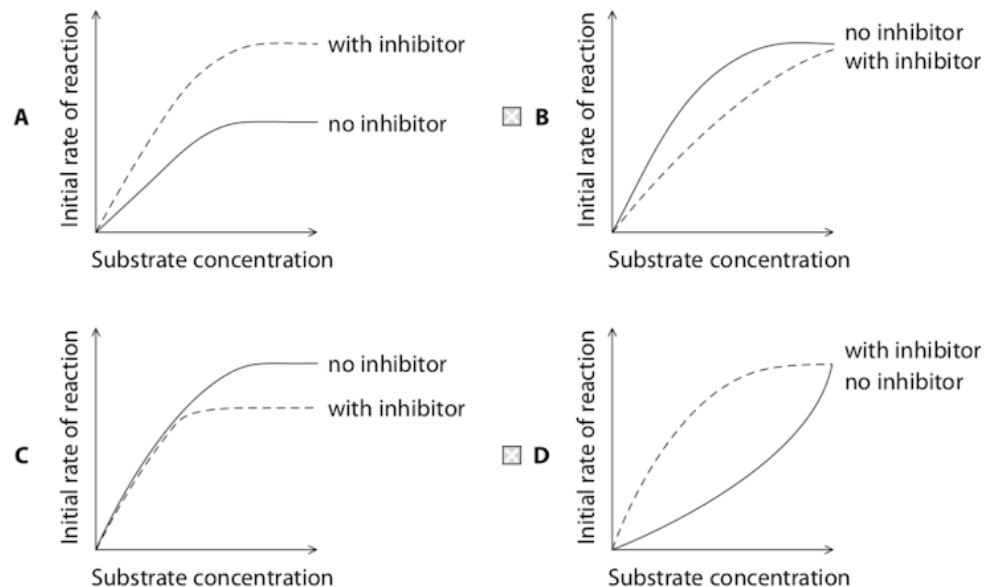 A
Initial rate of reaction
with inhibitor
no inhibitor
Substrate concentration
B
Initial rate of reaction
no inhibitor
with inhibitor
Substrate concentration
C
Initial rate of reaction
no inhibitor
with inhibitor
Substrate concentration
D
Initial rate of reaction
with inhibitor
no inhibitor
Substrate concentration